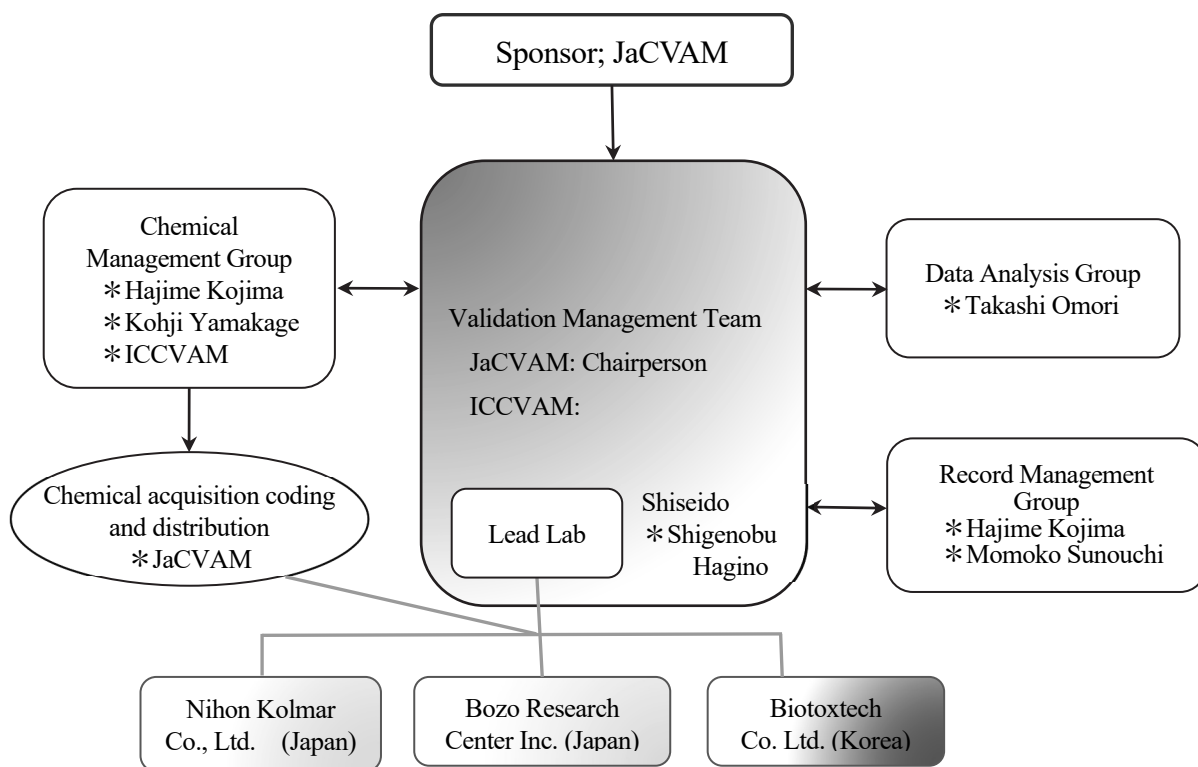 Sponsor; JaCVAM
Chemical
Management Group
＊Hajime Kojima
＊Kohji Yamakage
＊ICCVAM
Validation Management Team
JaCVAM: Chairperson
ICCVAM:
Data Analysis Group
＊Takashi Omori
Chemical acquisition coding
and distribution
＊JaCVAM
Lead Lab
Shiseido
＊Shigenobu
Hagino
Record Management
Group
＊Hajime Kojima
＊Momoko Sunouchi
Nihon Kolmar
Co., Ltd. (Japan)
Bozo Research
Center Inc. (Japan)
Biotoxtech
Co. Ltd. (Korea)